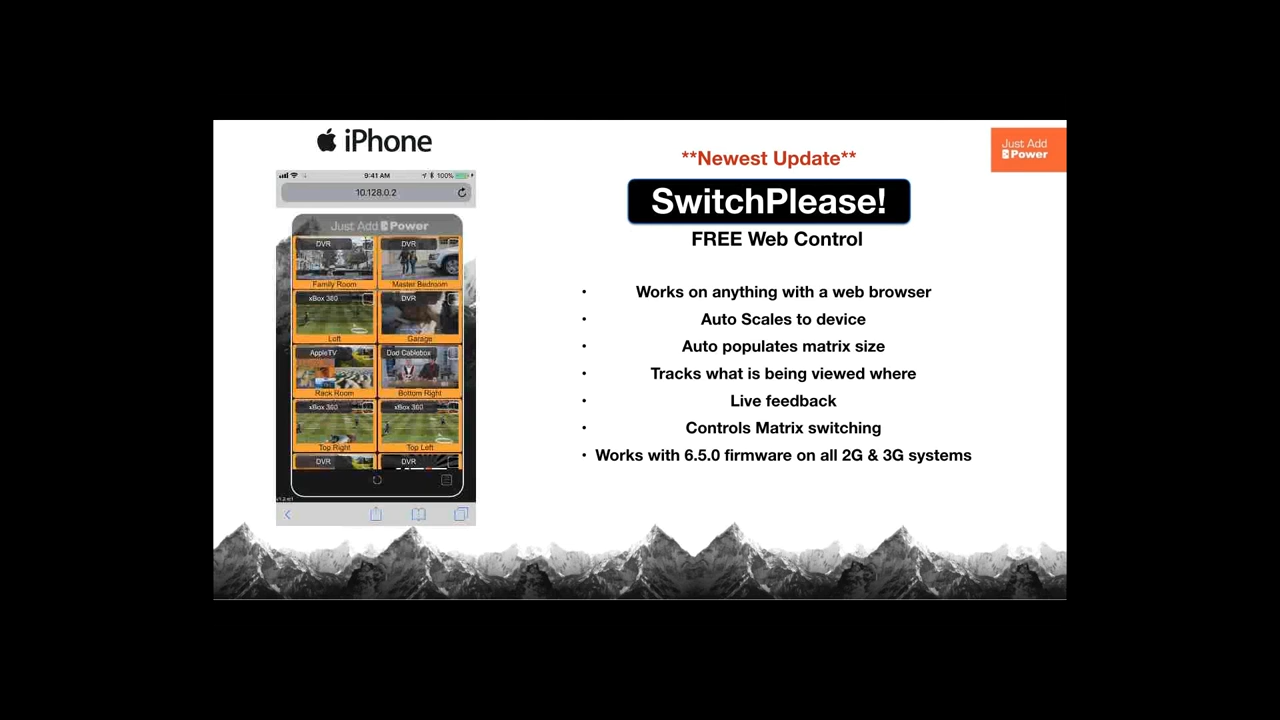 iPhone
**Newest Update**
Just Add
Power
SwitchPlease!
FREE Web Control
9:41 AM
100%
10.128.0.2
Just Add Power
DVR
DVR
Family Room
Master Bedroom
xBox 360
DVR
Left
Garage
AppleTV
Dad Cablebox
Rack Room
Bottom Right
xBox 360
xBox 360
Top Right
Top Left
DVR
DVR
• Works on anything with a web browser
• Auto Scales to device
• Auto populates matrix size
• Tracks what is being viewed where
• Live feedback
• Controls Matrix switching
• Works with 6.5.0 firmware on all 2G & 3G systems